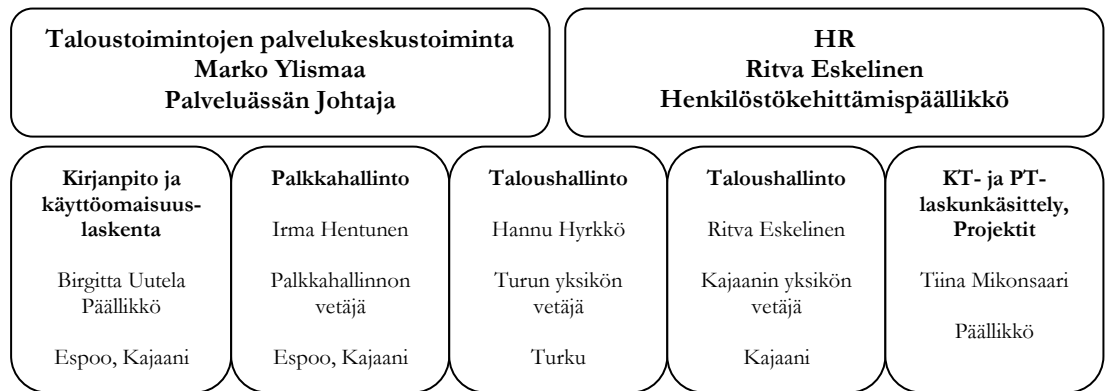 Taloustoimintojen palvelukeskustoiminta
Marko Ylismaa
Palveluässän Johtaja
HR
Ritva Eskelinen
Henkilöstökehittämispäällikkö
Kirjanpito ja
käyttöomaisuus-
laskenta
Birgitta Uutela
Päällikkö
Espoo, Kajaani
Palkkahallinto
Irma Hentunen
Palkkahallinnon
vetäjä
Espoo, Kajaani
Taloushallinto
Hannu Hyrkkö
Turun yksikön
vetäjä
Turku
Taloushallinto
Ritva Eskelinen
Kajaanin yksikön
vetäjä
Kajaani
KT- ja PT-
laskunkäsittely,
Projektit
Tiina Mikonsaari
Päällikkö